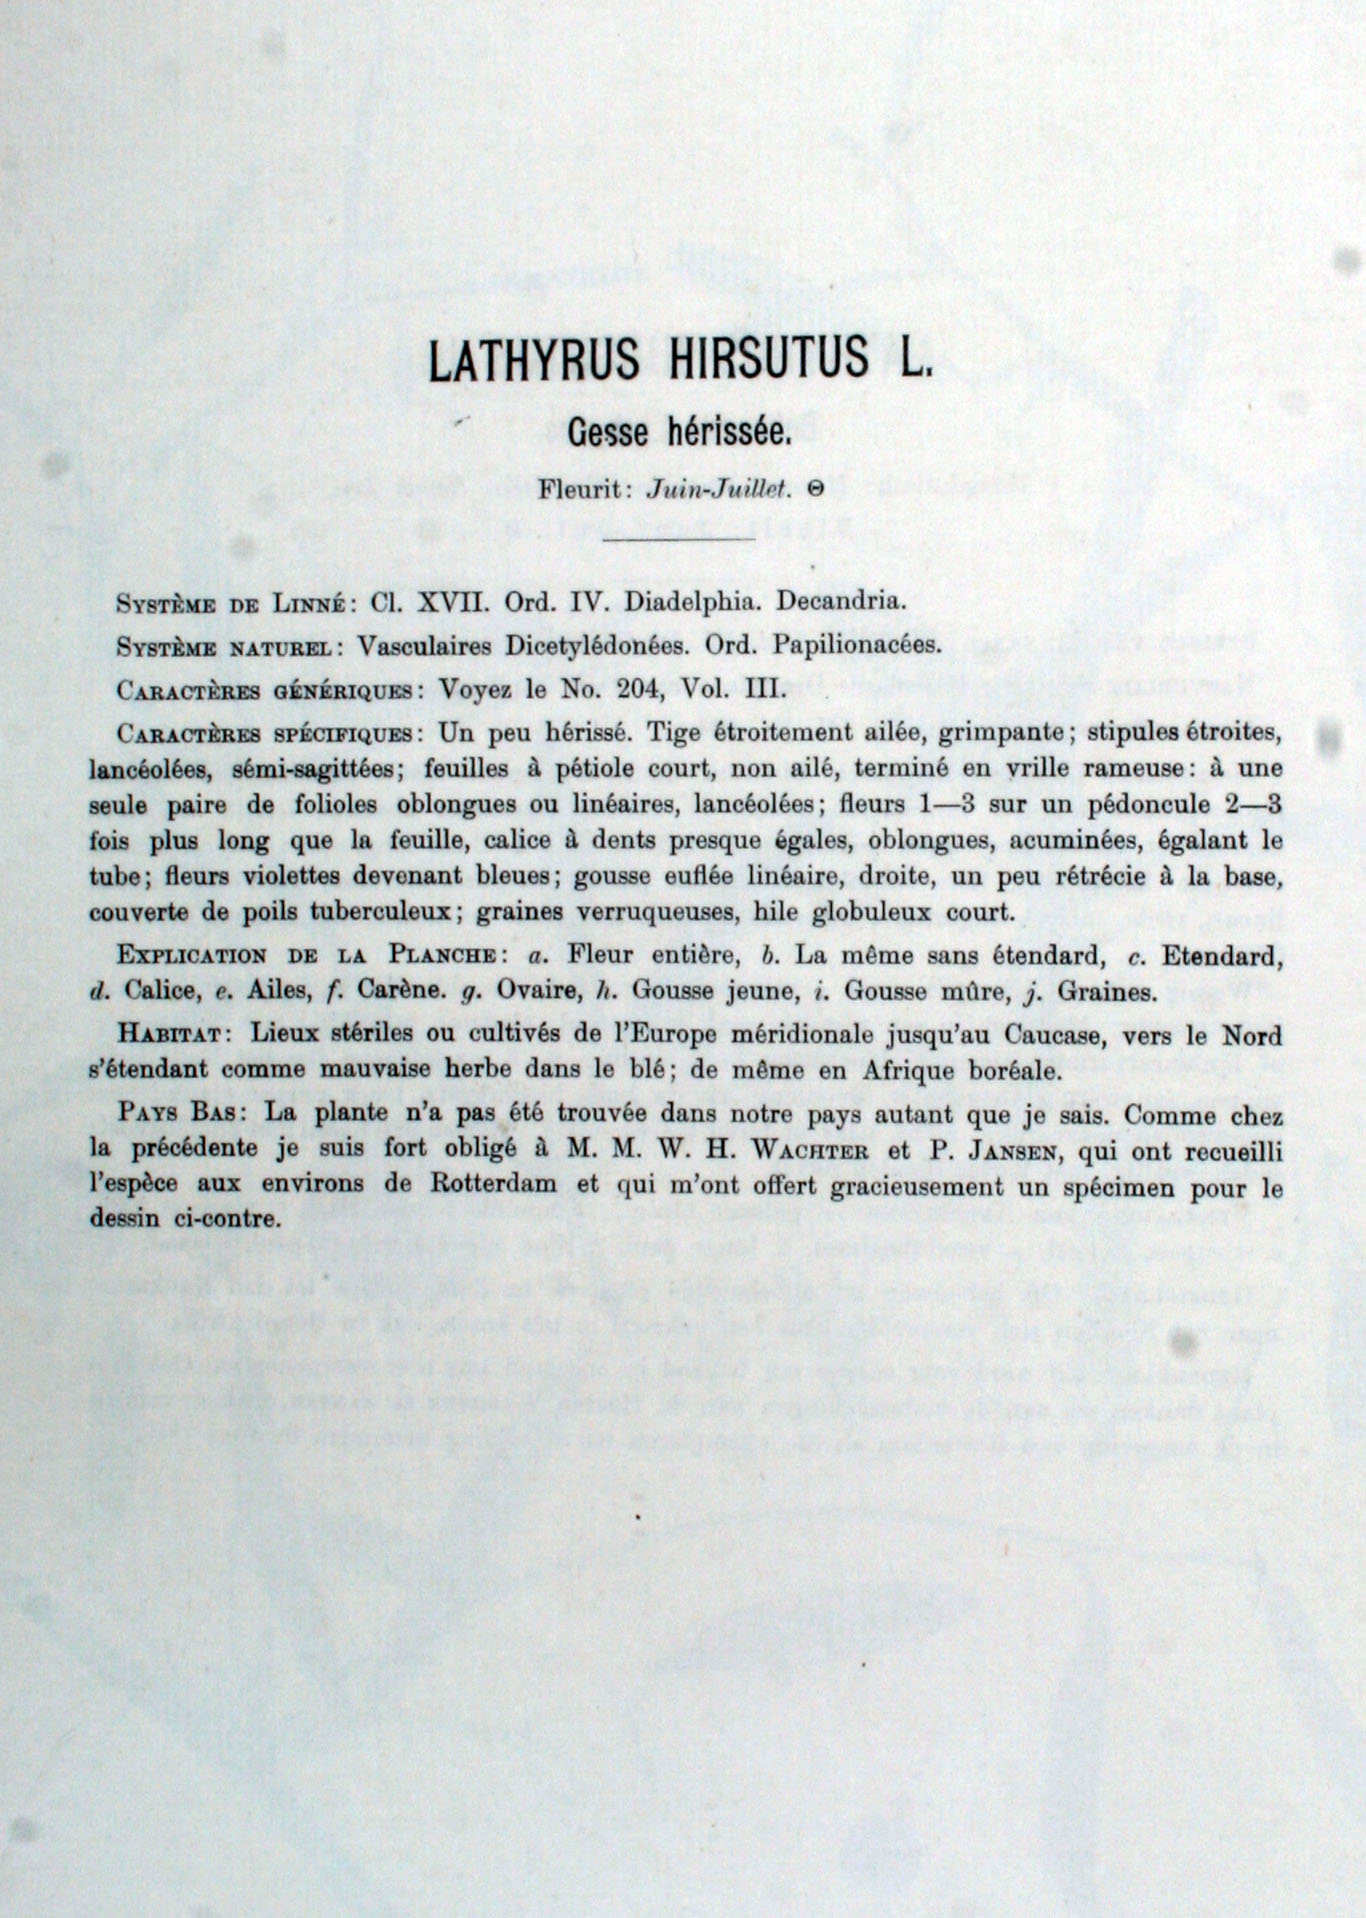 LATHYRUS HIRSUTUS L.
Gesse hérissée.
Fleurit: Juin-Juillet. ⊖
SYSTÈME DE LINNÉ: Cl. XVII. Ord. IV. Diadelphia. Decandria.
SYSTÈME NATUREL: Vasculaires Dicetylédonées. Ord. Papilionacées.
CARACTÈRES GÉNÉRIQUES: Voyez le No. 204, Vol. III.
CARACTÈRES SPÉCIFIQUES: Un peu hérissé. Tige étroitement ailée, grimpante; stipules étroites,
lancéolées, sémi-sagittées; feuilles à pétiole court, non ailé, terminé en vrille rameuse: à une
seule paire de folioles oblongues ou linéaires, lancéolées; fleurs 1—3 sur un pédoncule 2—3
fois plus long que la feuille, calice à dents presque égales, oblongues, acuminées, égalant le
tube; fleurs violettes devenant bleues; gousse euflée linéaire, droite, un peu rétrécie à la base,
couverte de poils tuberculeux; graines verruqueuses, hile globuleux court.
EXPLICATION DE LA PLANCHE: a. Fleur entière, b. La même sans étendard, c. Etendard,
d. Calice, e. Ailes, f. Carène. g. Ovaire, h. Gousse jeune, i. Gousse mûre, j. Graines.
HABITAT: Lieux stériles ou cultivés de l'Europe méridionale jusqu'au Caucase, vers le Nord
s'étendant comme mauvaise herbe dans le blé; de même en Afrique boréale.
PAYS BAS: La plante n'a pas été trouvée dans notre pays autant que je sais. Comme chez
la précédente je suis fort obligé à M. M. W. H. WACHTER et P. JANSEN, qui ont recueilli
l'espèce aux environs de Rotterdam et qui m'ont offert gracieusement un spécimen pour le
dessin ci-contre.